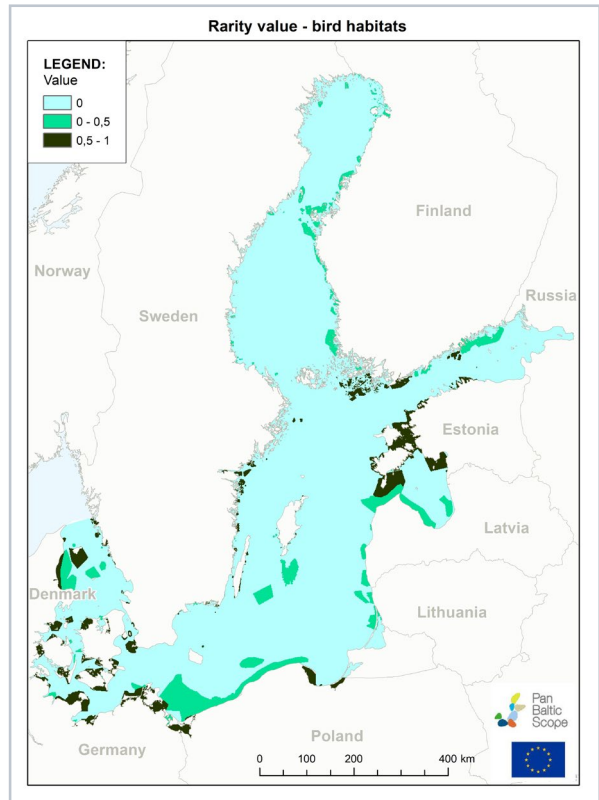 Rarity value - bird habitats
LEGEND:
Value
0
0 - 0,5
0,5 - 1
Finland
Norway
Russia
Sweden
Estonia
Latvia
Denmark
Lithuania
Pan
Baltic
Scope
Poland
Germany
0 100 200 400 km